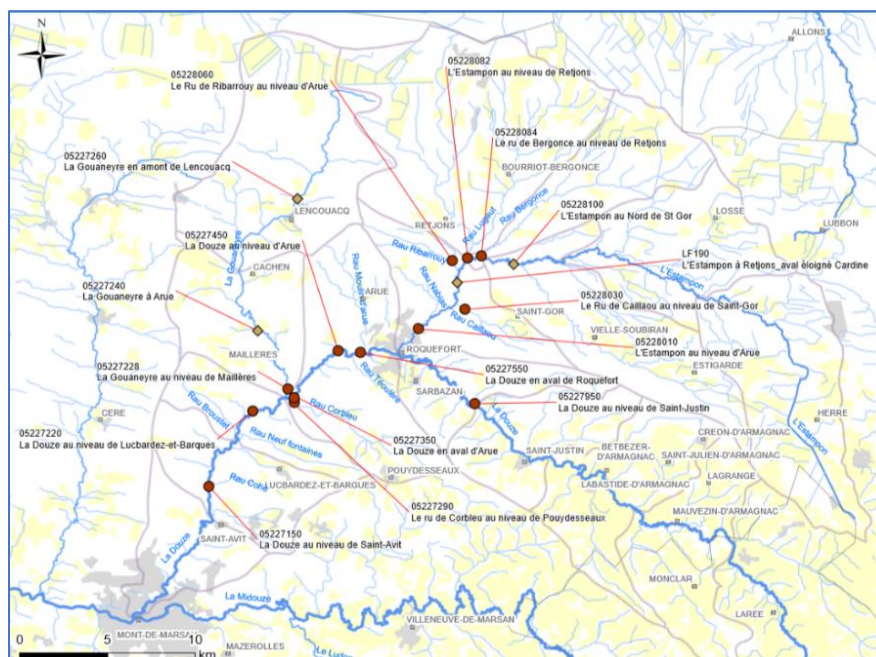 N
ALLONS
05228060
Le Ru de Ribarrouy au niveau d'Arue
05228082
L'Estampon au niveau de Retjons
05228084
Le ru de Bergonce au niveau de Retjons
05227260
La Gouaneyre en amont de Lencouacq
BOURRIOT-BERGONCE
Rau Lugaut
Rau Bergonce
05228100
L'Estampon au Nord de St Gor
LENCOUACQ
RETJONS
LOSSE
LUBBON
05227450
La Douze au niveau d'Arue
Rau Ribarrouy
LF190
L'Estampon à Retjons_aval éloigné Cardine
La Gouaneyre
CACHEN
L'Estampon
05227240
La Gouaneyre à Arue
ARUE
05228030
Le Ru de Caillaou au niveau de Saint-Gor
SAINT-GOR
Rau Caillaou
VIELLE-SOUBIRAN
05228010
L'Estampon au niveau d'Arue
MAILLERES
ROQUEFORT
ESTIGARDE
05227228
La Gouaneyre au niveau de Maillères
05227550
La Douze en aval de Roquefort
SARBAZAN
05227950
La Douze au niveau de Saint-Justin
HERRE
L'Estampon
CERE
Rau Corbleu
La Douze
05227220
La Douze au niveau de Lucbardez-et-Bargues
Rau Neuf fontaines
05227350
La Douze en aval d'Arue
CREON-D'ARMAGNAC
SAINT-JUSTIN
BETBEZER-
D'ARMAGNAC
SAINT-JULIEN-D'ARMAGNAC
LAGRANGE
LABASTIDE-D'ARMAGNAC
LUCBARDEZ-ET-BARGUES
POUYDESSEAUX
05227290
Le ru de Corbleu au niveau de Pouydesseaux
MAUVEZIN-D'ARMAGNAC
SAINT-AVIT
05227150
La Douze au niveau de Saint-Avit
La Douze
La Midouze
MONCLAR
LAREE
VILLENEUVE-DE-MARSAN
MONT-DE-MARSA
MAZEROLLES
0 5 10
km